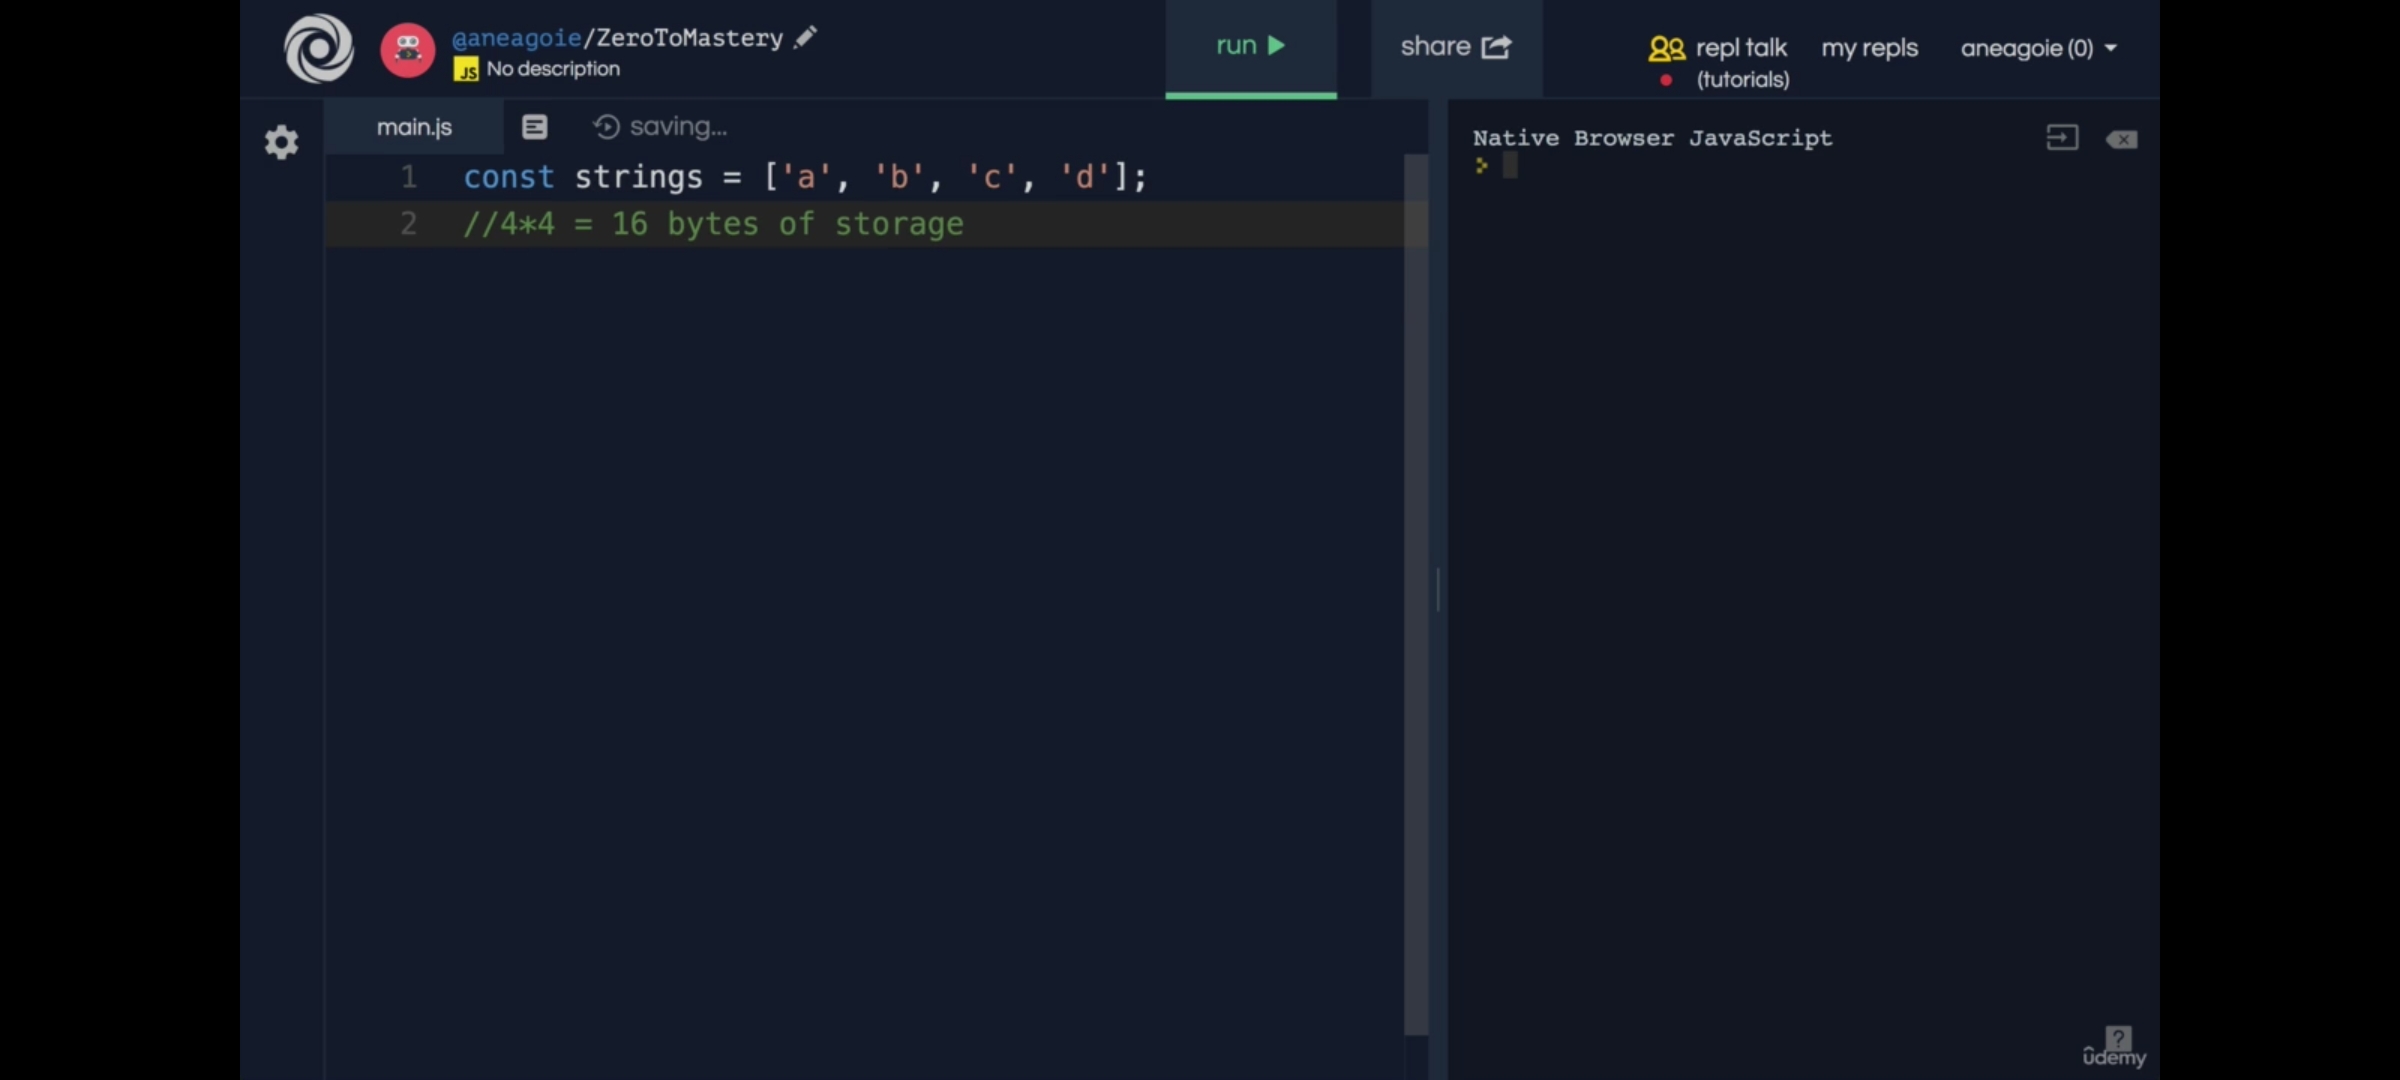 @aneagoie/ZeroToMastery
JS No description
run
share
repl talk
(tutorials)
my repls
aneagoie (0)
main.js
saving...
1 const strings = ['a', 'b', 'c', 'd'];
2 //4*4 = 16 bytes of storage
Native Browser JavaScript
>
?
ûdemy